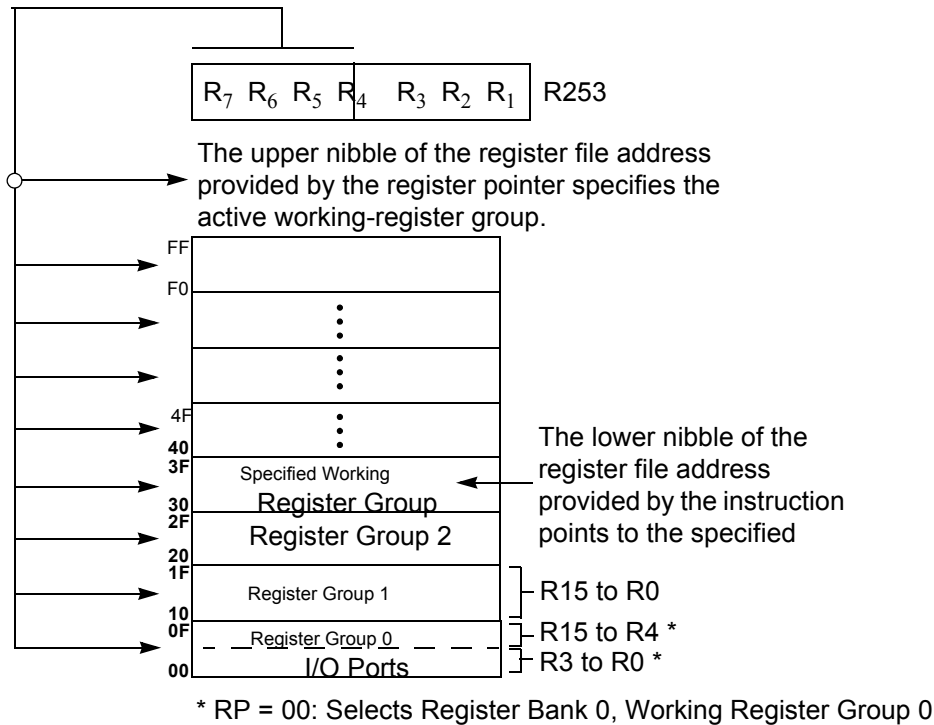 R7 R6 R5 R4 R3 R2 R1 R253
The upper nibble of the register file address
provided by the register pointer specifies the
active working-register group.
FF
F0
4F
40
3F
Specified Working
Register Group
30
The lower nibble of the
register file address
provided by the instruction
points to the specified
2F
Register Group 2
20
1F
Register Group 1
10
R15 to R0
0F
Register Group 0
R15 to R4 *
I/O Ports
00
R3 to R0 *
* RP = 00: Selects Register Bank 0, Working Register Group 0